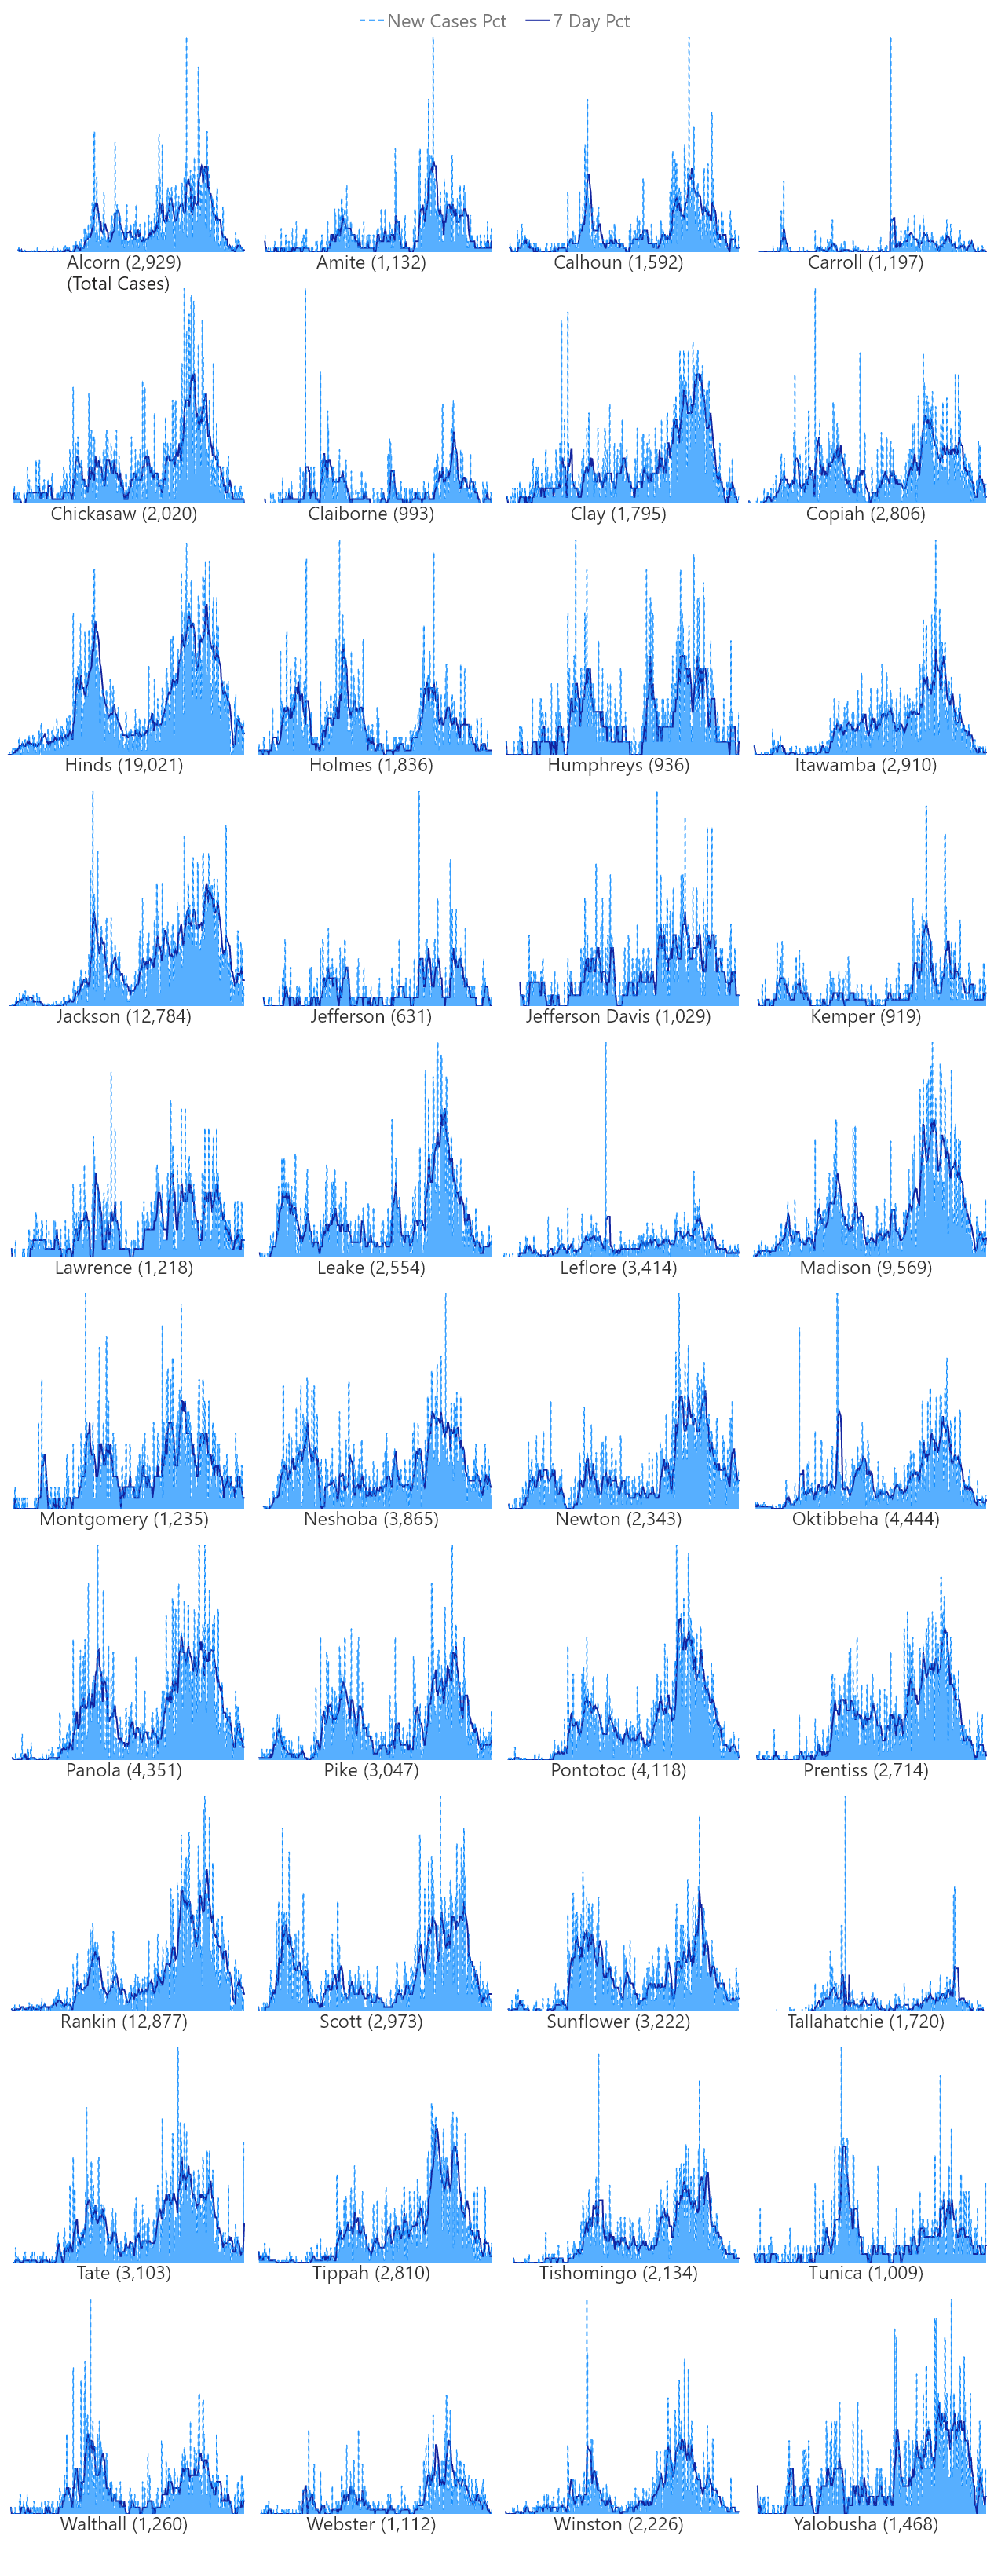 New Cases Pct 7 Day Pct
Alcorn (2,929) Amite (1,132) Calhoun (1,592) Carroll (1,197)
(Total Cases)
Chickasaw (2,020) Claiborne (993) Clay (1,795) Copiah (2,806)
Hinds (19,021) Holmes (1,836) Humphreys (936) Itawamba (2,910)
Jackson (12,784) Jefferson (631) Jefferson Davis (1,029) Kemper (919)
Lawrence (1,218) Leake (2,554) Leflore (3,414) Madison (9,569)
Montgomery (1,235) Neshoba (3,865) Newton (2,343) Oktibbeha (4,444)
Panola (4,351) Pike (3,047) Pontotoc (4,118) Prentiss (2,714)
Rankin (12,877) Scott (2,973) Sunflower (3,222) Tallahatchie (1,720)
Tate (3,103) Tippah (2,810) Tishomingo (2,134) Tunica (1,009)
Walthall (1,260) Webster (1,112) Winston (2,226) Yalobusha (1,468)